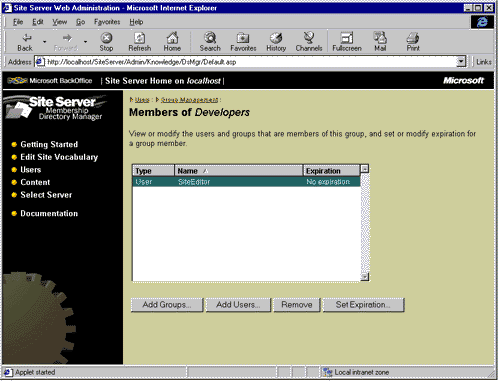 Site Server Web Administration - Microsoft Internet Explorer
File Edit View Go Favorites Help
Back Forward Stop Refresh Home Search Favorites History Channels Fullscreen Mail Print
Address http://localhost/SiteServer/Admin/Knowledge/DsMgr/Default.asp Links
Microsoft BackOffice | Site Server Home on localhost | Microsoft
Site Server
Membership
Directory Manager
Getting Started
Edit Site Vocabulary
Users
Content
Select Server
Documentation
Users : Group Management :
Members of Developers
View or modify the users and groups that are members of this group, and set or modify expiration for
a group member.
Type Name Expiration
User SiteEditor No expiration
Add Groups... Add Users... Remove Set Expiration...
Applet started Local intranet zone